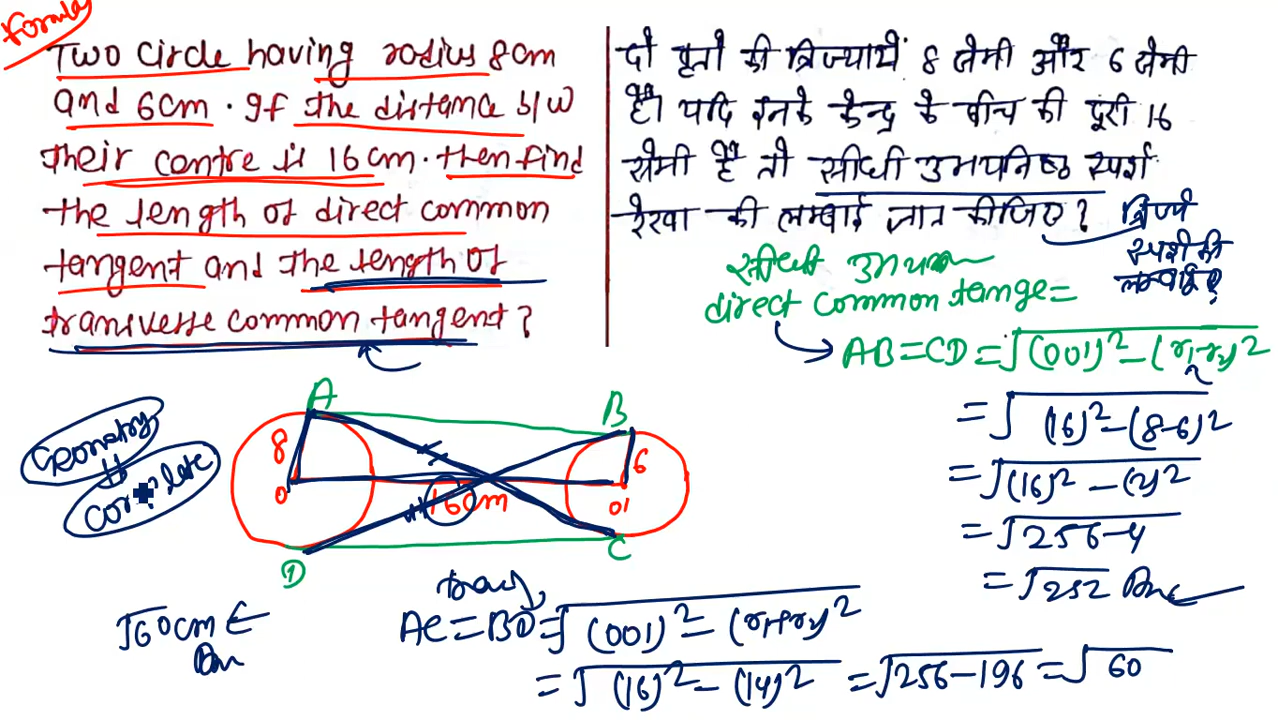 Formula
Two Circle having radius 8cm
and 6cm. If the distance b/w
their centre is 16cm. then find
the length of direct common
tangent and the length of
transverse common tangent?
दो वृतो की त्रिज्यायें 8 सेमी और 6 सेमी
है। यदि इनके केन्द्र के बीच की दूरी 16
सेमी है तो सीधी उभयनिष्ठ स्पर्श
रेखा की लम्बाई ज्ञात कीजिए?
direct common tange=
AB=CD=√(001)²-(r₁-r₂)²
=√(16)²-(8-6)²
=√(16)²-(2)²
=√256-4
=√252 Ans
A
B
8
6
O
16cm
O1
D
C
Geometry
AC=BD=√(001)²-(r₁+r₂)²
=√(16)²-(14)² =√256-196 =√60
√60cm
Ans